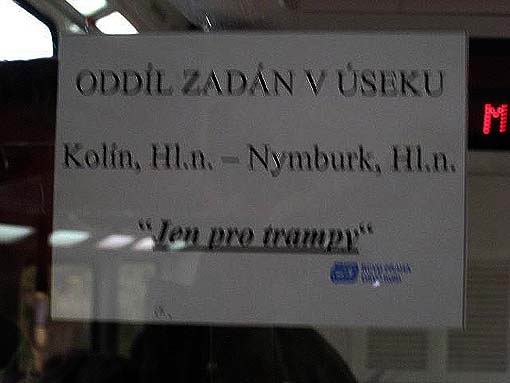 ODDÍL ZADÁN V ÚSEKU
Kolín, Hl.n. – Nymburk, Hl.n.
“Jen pro trampy“
M